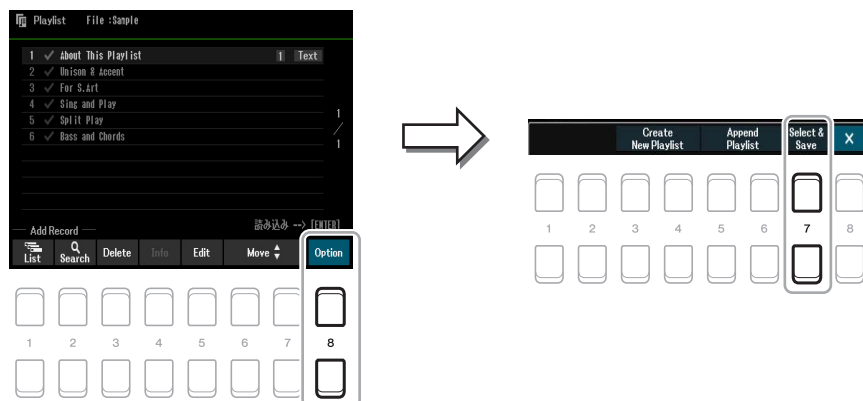 Playlist File :Sample
1 About This Playlist 1 Text
2 Unison & Accent
3 For S.Art
4 Sing and Play
5 Split Play
6 Bass and Chords
1
/
1
Add Record
読み込み --> [ENTER]
List Search Delete Info Edit Move Option
1 2 3 4 5 6 7 8
Create
New Playlist
Append
Playlist
Select &
Save
X
1 2 3 4 5 6 7 8